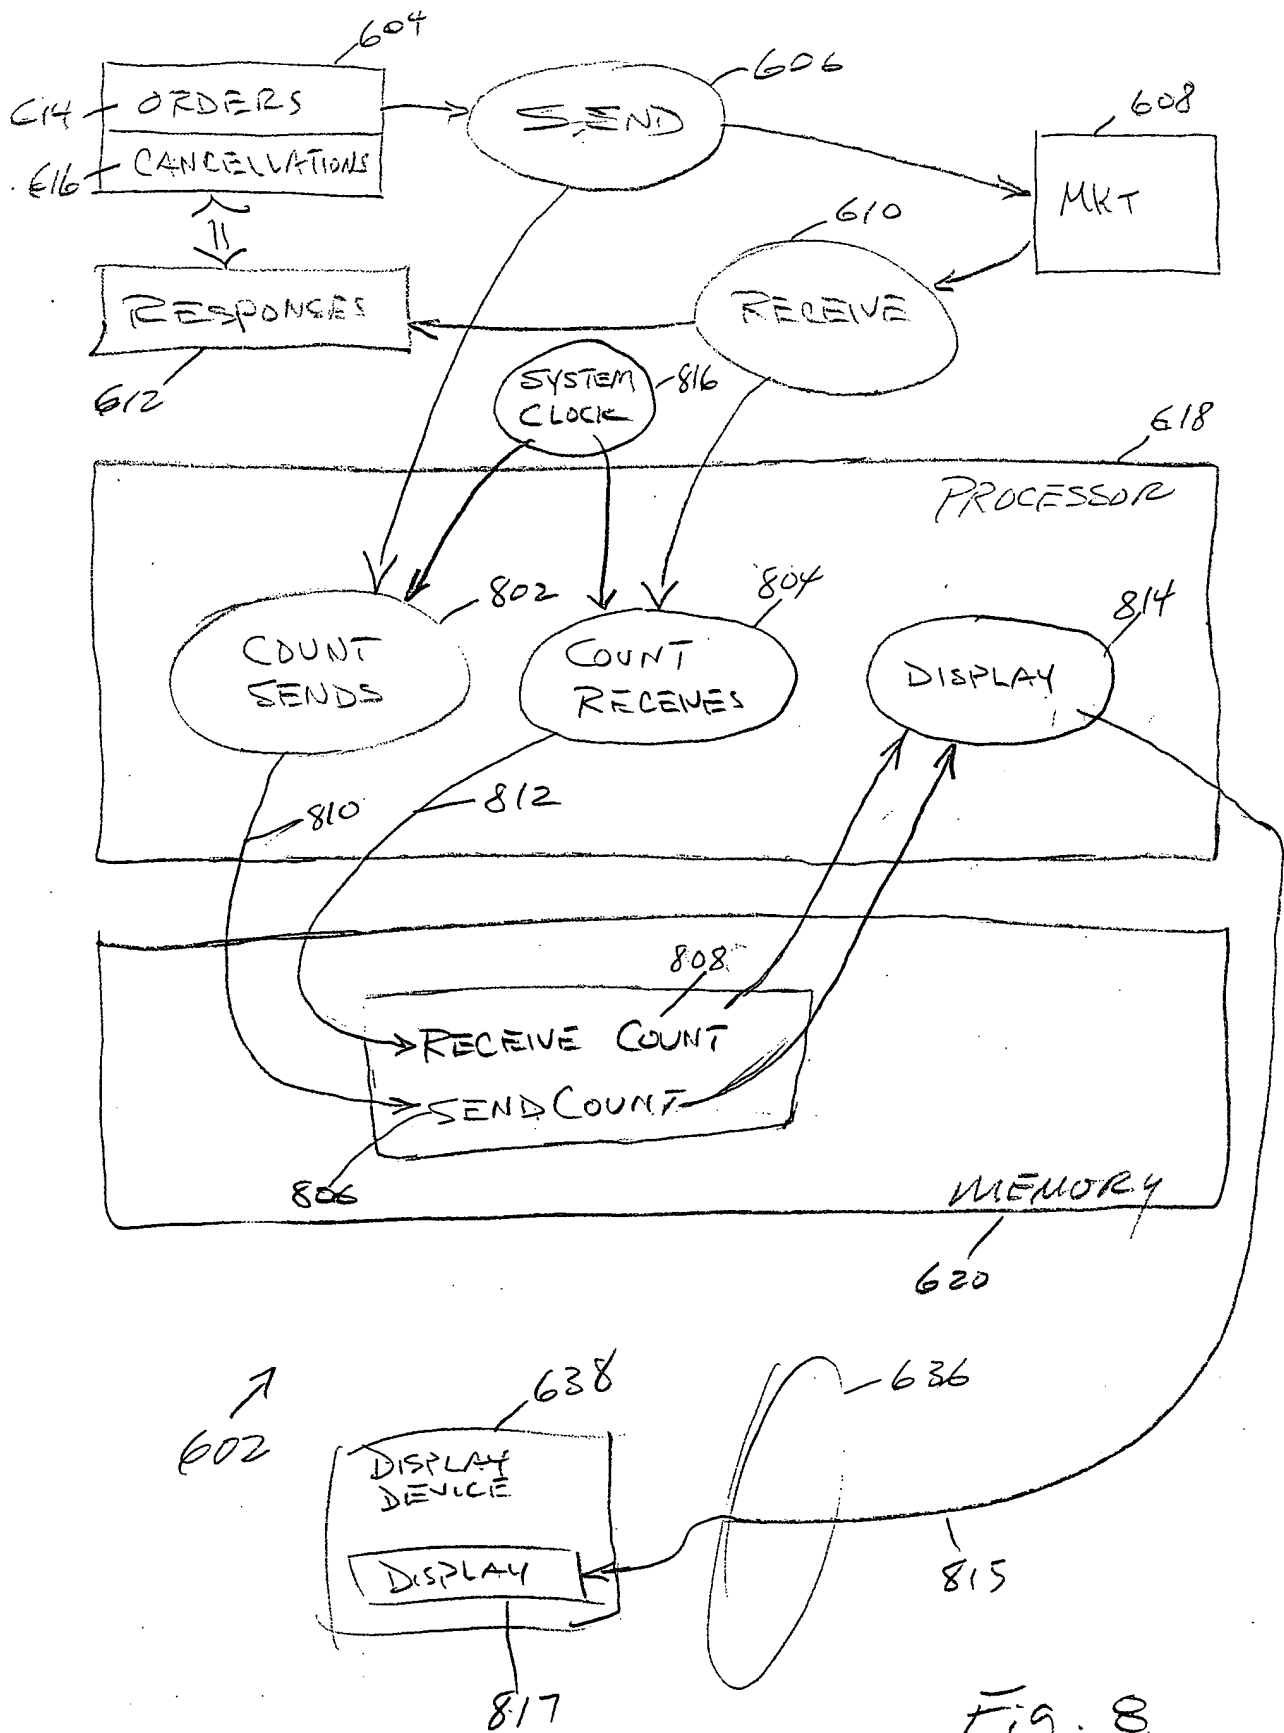 604
614
ORDERS
SEND
606
608
616
CANCELLATIONS
MKT
610
RESPONSES
RECEIVE
612
SYSTEM
CLOCK
816
618
PROCESSOR
802
804
814
COUNT
SENDS
COUNT
RECEIVES
DISPLAY
810
812
808
RECEIVE COUNT
SEND COUNT
806
MEMORY
620
602
638
636
DISPLAY
DEVICE
DISPLAY
815
817
Fig. 8